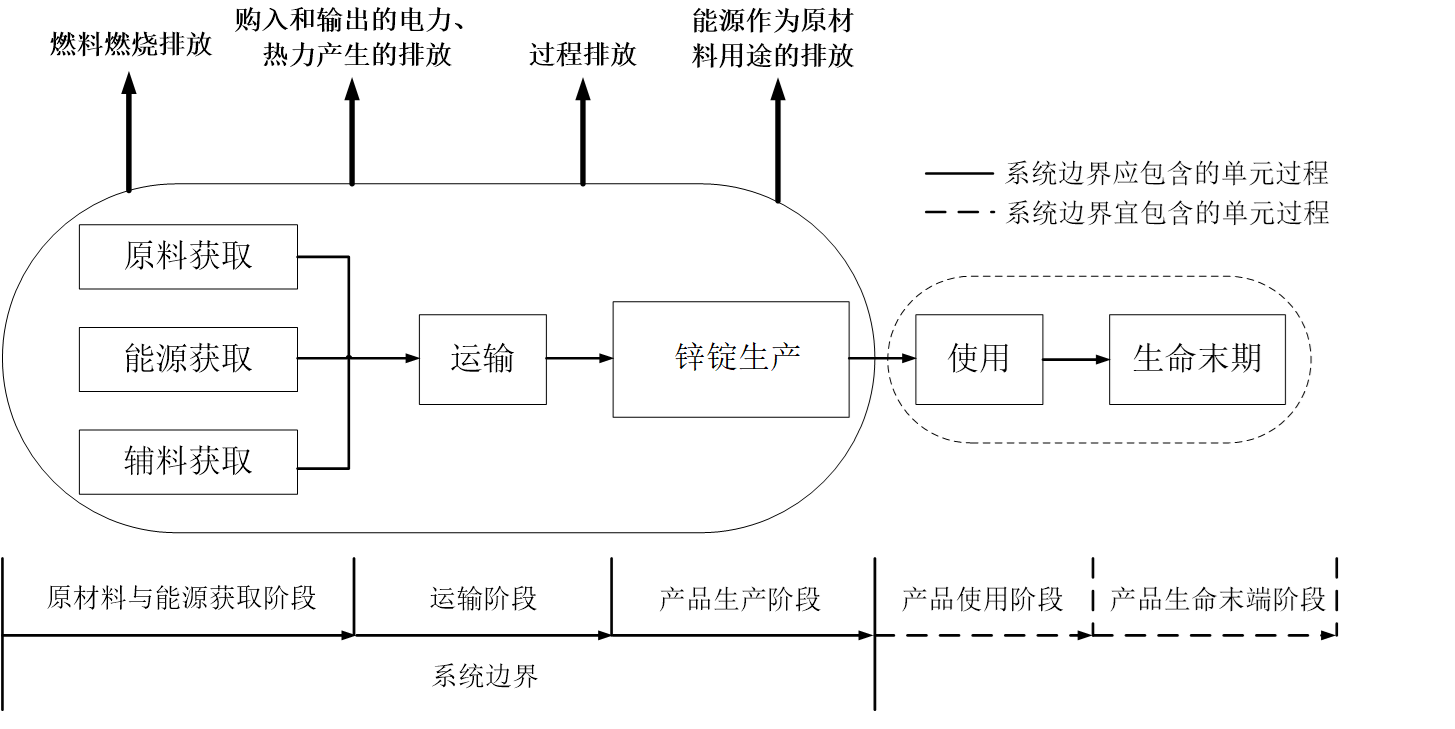 燃料燃烧排放
购入和输出的电力、
热力产生的排放
过程排放
能源作为原材
料用途的排放
系统边界应包含的单元过程
系统边界宜包含的单元过程
原料获取
能源获取
辅料获取
运输
锌锭生产
使用
生命末期
原材料与能源获取阶段
运输阶段
产品生产阶段
产品使用阶段
产品生命末端阶段
系统边界